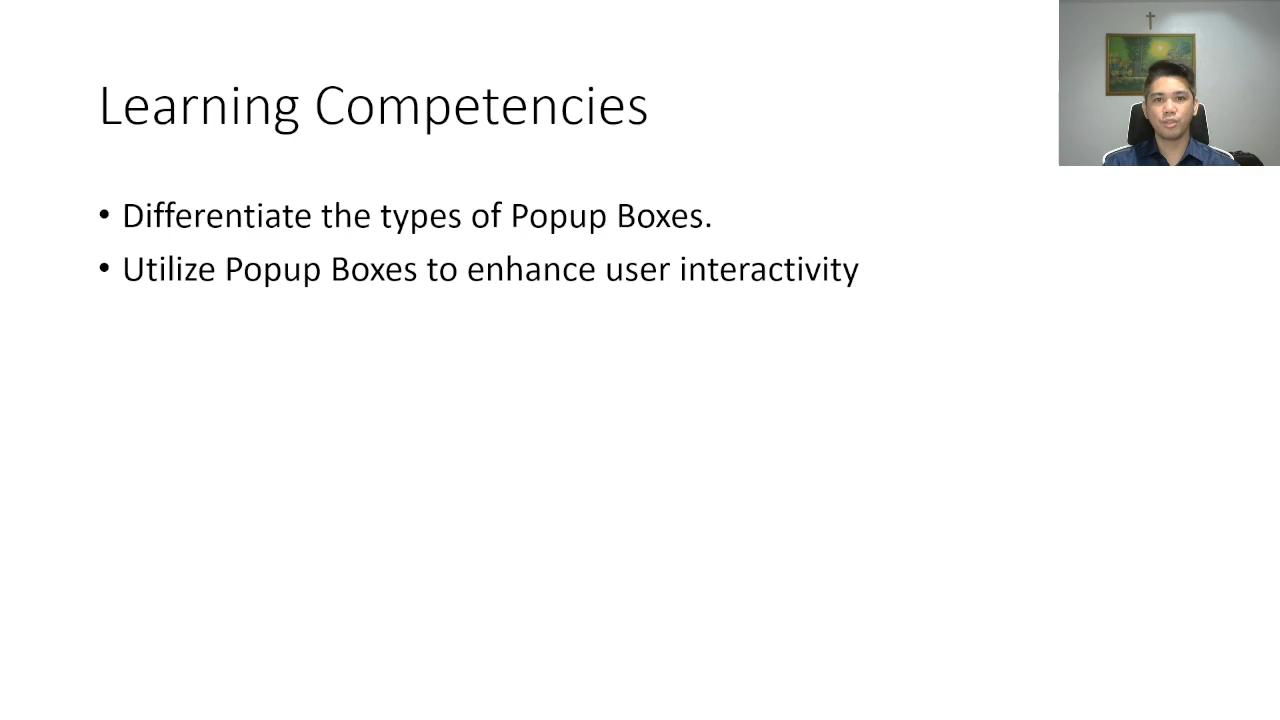 Learning Competencies
• Differentiate the types of Popup Boxes.
• Utilize Popup Boxes to enhance user interactivity